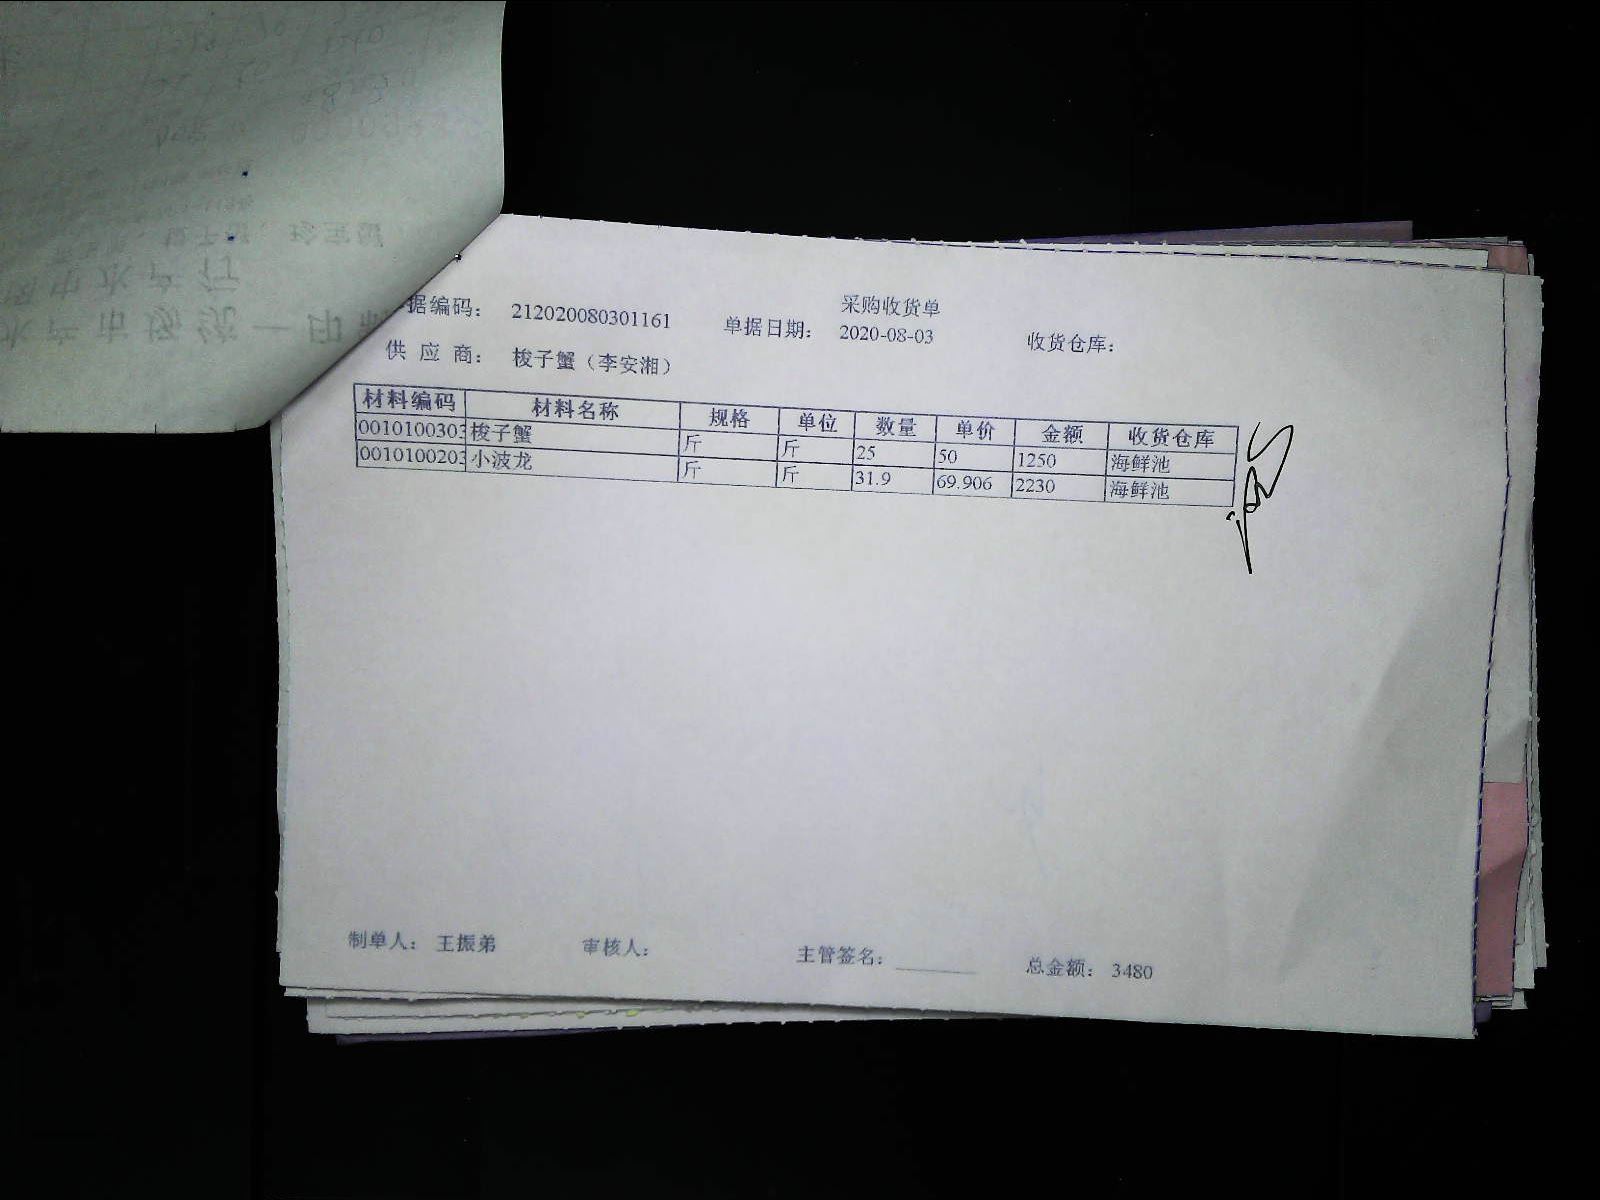 采购收货单
据编码： 212020080301161 单据日期： 2020-08-03 收货仓库：
供 应 商： 梭子蟹（李安湘）
材料编码 材料名称 规格 单位 数量 单价 金额 收货仓库
0010100303 梭子蟹 斤 斤 25 50 1250 海鲜池
0010100203 小波龙 斤 斤 31.9 69.906 2230 海鲜池
制单人： 王振弟 审核人： 主管签名： 总金额： 3480